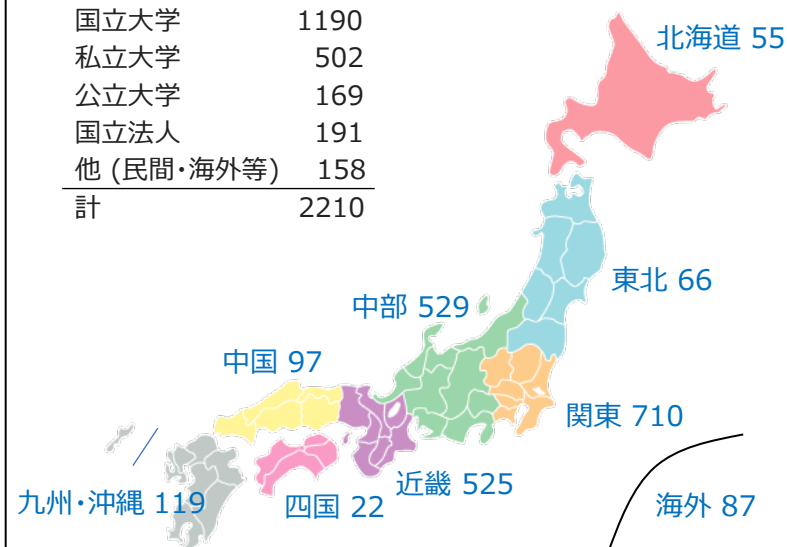 国立大学 1190
私立大学 502
公立大学 169
国立法人 191
他 (民間・海外等) 158
計 2210
北海道 55
東北 66
中部 529
中国 97
関東 710
近畿 525
九州・沖縄 119
四国 22
海外 87